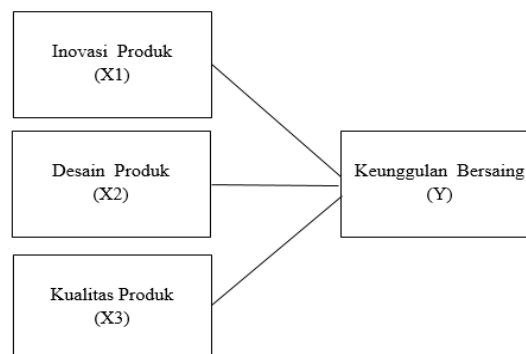 Inovasi Produk
(X1)
Desain Produk
(X2)
Keunggulan Bersaing
(Y)
Kualitas Produk
(X3)